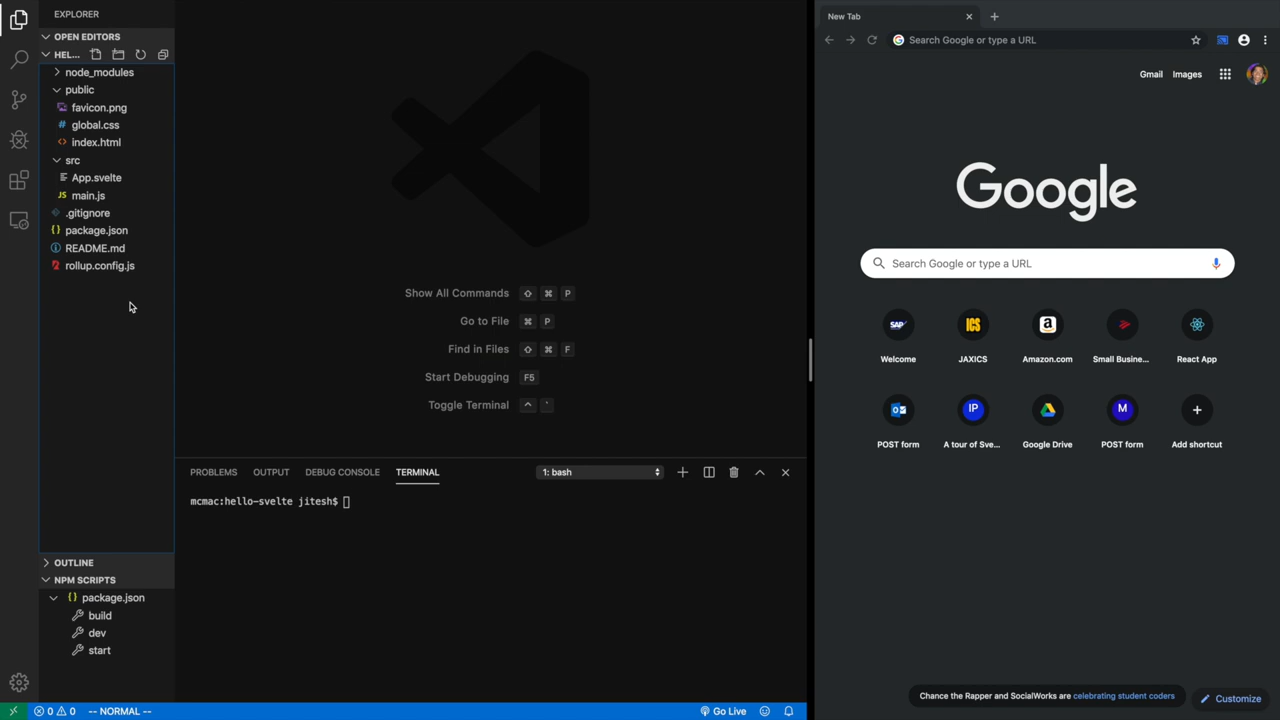 EXPLORER
OPEN EDITORS
HEL...
node_modules
public
favicon.png
# global.css
<> index.html
src
App.svelte
JS main.js
.gitignore
{} package.json
README.md
rollup.config.js
OUTLINE
NPM SCRIPTS
{} package.json
build
dev
start
Show All Commands ⇧ ⌘ P
Go to File ⌘ P
Find in Files ⇧ ⌘ F
Start Debugging F5
Toggle Terminal ^ `
PROBLEMS OUTPUT DEBUG CONSOLE TERMINAL 1: bash
mcmac:hello-svelte jitesh$
0 0 -- NORMAL -- Go Live
New Tab
Search Google or type a URL
Gmail Images
Google
Search Google or type a URL
SAP ICS a
Welcome JAXICS Amazon.com Small Busine... React App
IP M
POST form A tour of Sve... Google Drive POST form Add shortcut
Chance the Rapper and SocialWorks are celebrating student coders
Customize